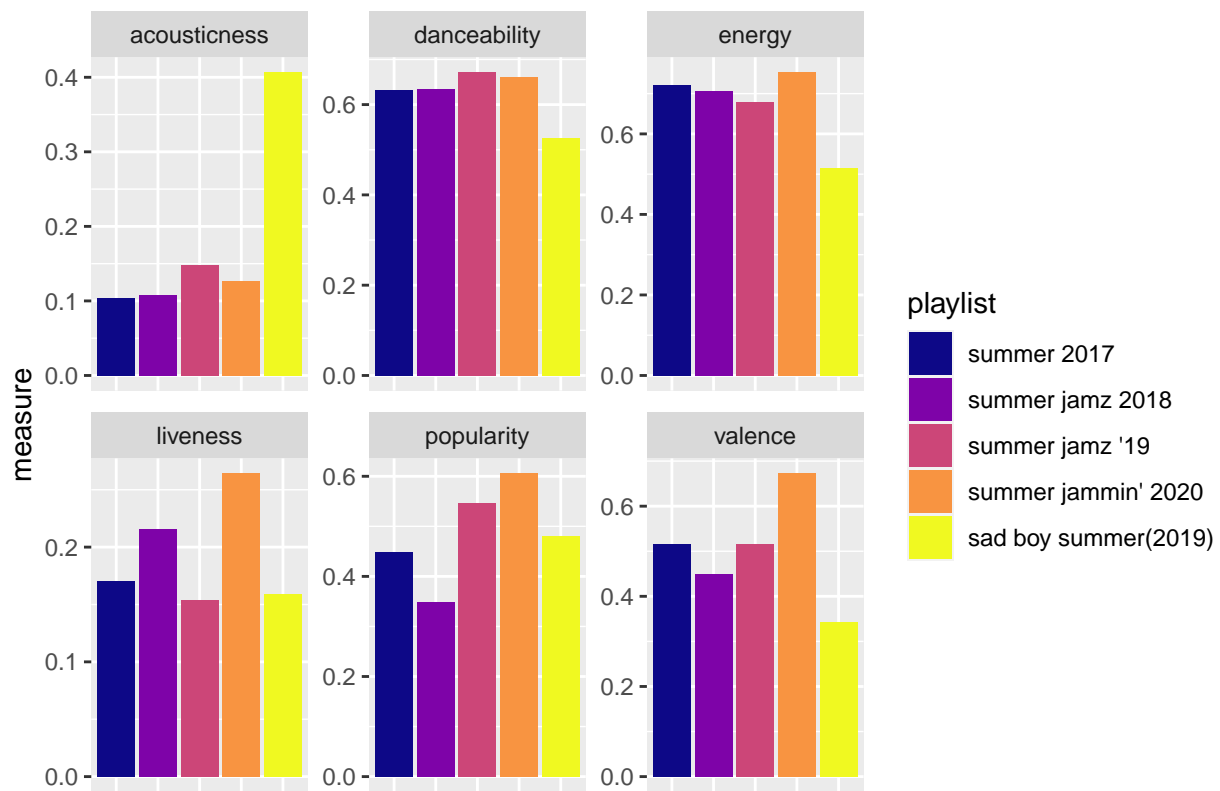 acousticness
danceability
energy
0.4
0.3
0.2
0.1
0.0
0.6
0.4
0.2
0.0
0.6
0.4
0.2
0.0
measure
liveness
popularity
valence
0.2
0.1
0.0
0.6
0.4
0.2
0.0
0.6
0.4
0.2
0.0
playlist
summer 2017
summer jamz 2018
summer jamz '19
summer jammin' 2020
sad boy summer(2019)